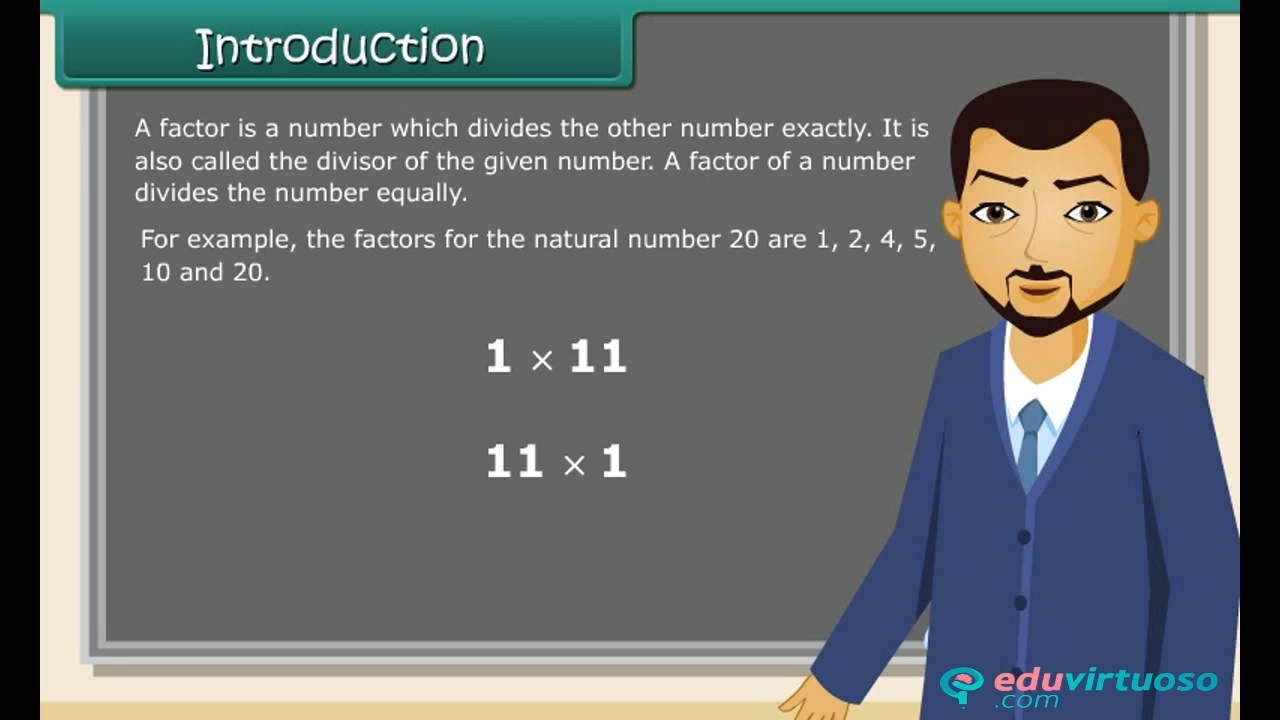 Introduction
A factor is a number which divides the other number exactly. It is
also called the divisor of the given number. A factor of a number
divides the number equally.
For example, the factors for the natural number 20 are 1, 2, 4, 5,
10 and 20.
1 × 11
11 × 1
eduvirtuoso
.com